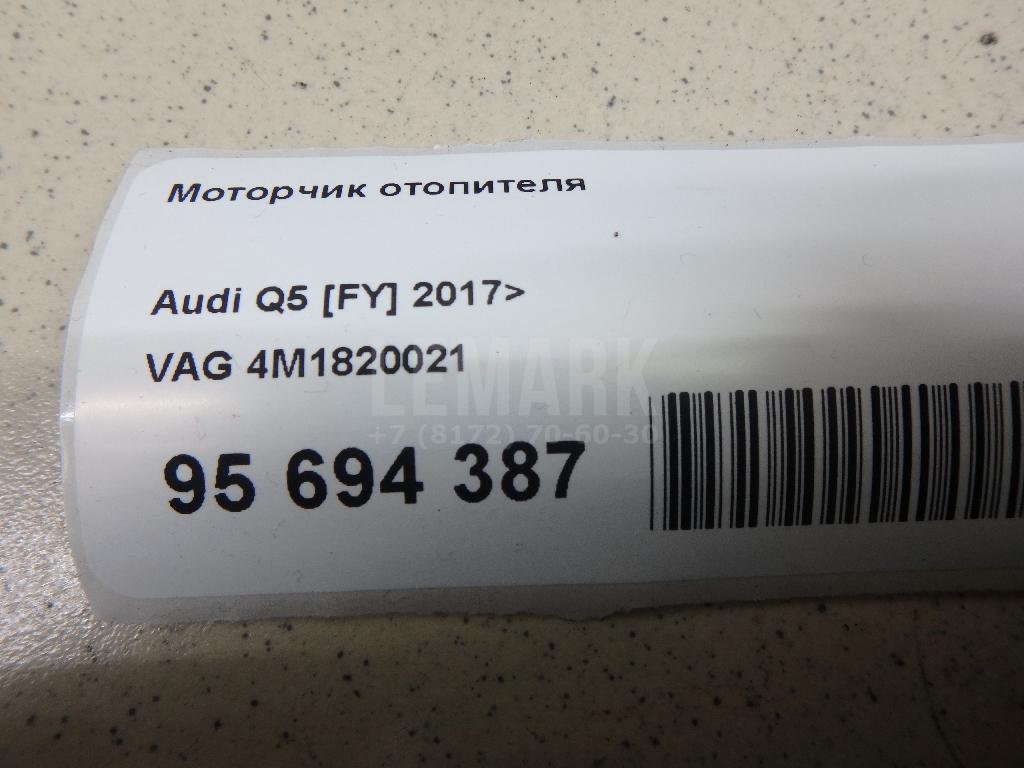 Моторчик отопителя
Audi Q5 [FY] 2017>
VAG 4M1820021
LEMARK
+7 (8172) 70-60-30
95 694 387